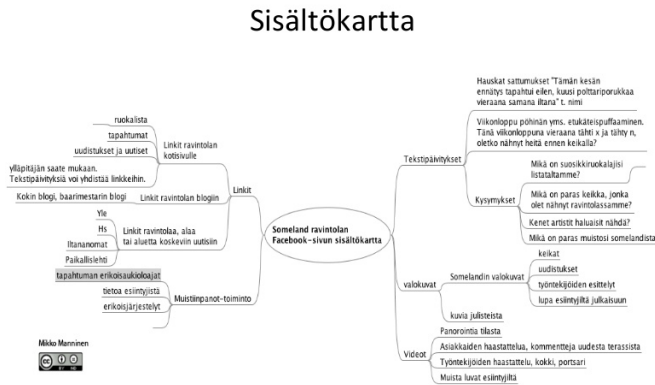 Sisältökartta
ruokalista
tapahtumat
uudistukset ja uutiset
ylläpitäjän saate mukaan.
Tekstipäivityksiä voi yhdistää linkkeihin.
Linkit ravintolan
kotisivulle
Kokin blogi, baarimestarin blogi
Linkit ravintolan blogiin
Yle
Hs
Iltananomat
Paikallislehti
Linkit ravintolaa, alaa
tai aluetta koskeviin uutisiin
Linkit
tapahtuman erikoisaukioloajat
tietoa esiintyjistä
erikoisjärjestelyt
Muistiinpanot-toiminto
Someland ravintolan
Facebook-sivun sisältökartta
Tekstipäivitykset
Hauskat sattumukset "Tämän kesän
ennätys tapahtui eilen, kuusi polttariporukkaa
vieraana samana iltana" t. nimi
Viikonloppu pöhinän yms. etukäteispuffaaminen.
Tänä viikonloppuna vieraana tähti x ja tähty n,
oletko nähnyt heitä ennen keikalla?
Kysymykset
Mikä on suosikkiruokalajisi
listataltamme?
Mikä on paras keikka, jonka
olet nähnyt ravintolassamme?
Kenet artistit haluaisit nähdä?
Mikä on paras muistosi somelandista
valokuvat
Somelandin valokuvat
keikat
uudistukset
työntekijöiden esittelyt
lupa esiintyjiltä julkaisuun
kuvia julisteista
Videot
Panorointia tilasta
Asiakkaiden haastattelua, kommentteja uudesta terassista
Työntekijöiden haastattelu, kokki, portsari
Muista luvat esiintyjiltä
Mikko Manninen
cc
BY NC